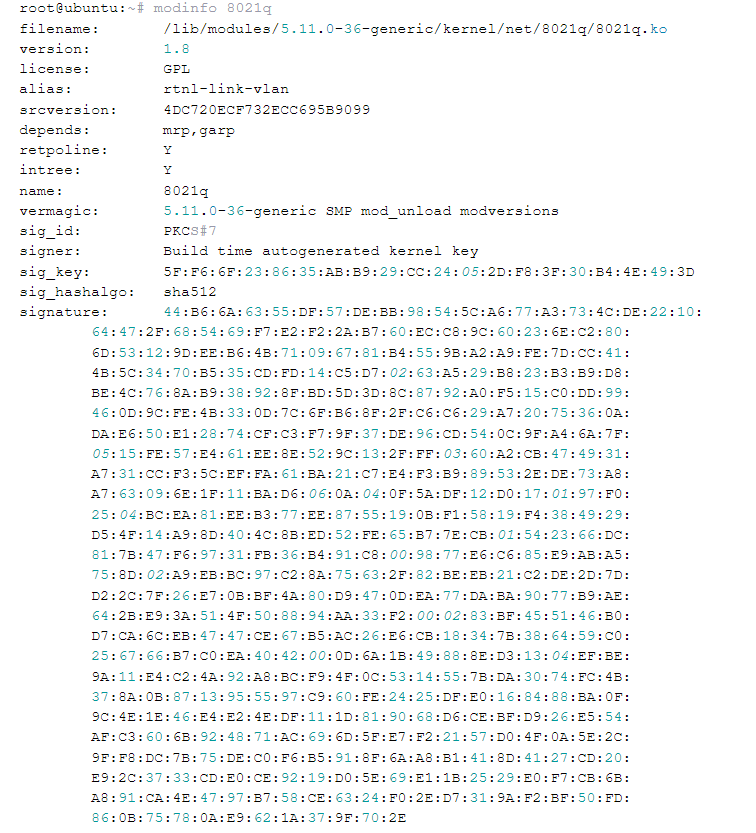 root@ubuntu:~# modinfo 8021q
filename:       /lib/modules/5.11.0-36-generic/kernel/net/8021q/8021q.ko
version:        1.8
license:        GPL
alias:          rtnl-link-vlan
srcversion:     4DC720ECF732ECC695B9099
depends:        mrp,garp
retpoline:      Y
intree:         Y
name:           8021q
vermagic:       5.11.0-36-generic SMP mod_unload modversions
sig_id:         PKCS#7
signer:         Build time autogenerated kernel key
sig_key:        5F:F6:6F:23:86:35:AB:B9:29:CC:24:05:2D:F8:3F:30:B4:4E:49:3D
sig_hashalgo:   sha512
signature:      44:B6:6A:63:55:DF:57:DE:BB:98:54:5C:A6:77:A3:73:4C:DE:22:10:
64:47:2F:68:54:69:F7:E2:F2:2A:B7:60:EC:C8:9C:60:23:6E:C2:80:
6D:53:12:9D:EE:B6:4B:71:09:67:81:B4:55:9B:A2:A9:FE:7D:CC:41:
4B:5C:34:70:B5:35:CD:FD:14:C5:D7:02:63:A5:29:B8:23:B3:B9:D8:
BE:4C:76:8A:B9:38:92:8F:BD:5D:3D:8C:87:92:A0:F5:15:C0:DD:99:
46:0D:9C:FE:4B:33:0D:7C:6F:B6:8F:2F:C6:C6:29:A7:20:75:36:0A:
DA:E6:50:E1:28:74:CF:C3:F7:9F:37:DE:96:CD:54:0C:9F:A4:6A:7F:
05:15:FE:57:E4:61:EE:8E:52:9C:13:2F:FF:03:60:A2:CB:47:49:31:
A7:31:CC:F3:5C:EF:FA:61:BA:21:C7:E4:F3:B9:89:53:2E:DE:73:A8:
A7:63:09:6E:1F:11:BA:D6:06:0A:04:0F:5A:DF:12:D0:17:01:97:F0:
25:04:BC:EA:81:EE:B3:77:EE:87:55:19:0B:F1:58:19:F4:38:49:29:
D5:4F:14:A9:8D:40:4C:8B:ED:52:FE:65:B7:7E:CB:01:54:23:66:DC:
81:7B:47:F6:97:31:FB:36:B4:91:C8:00:98:77:E6:C6:85:E9:AB:A5:
75:8D:02:A9:EB:BC:97:C2:8A:75:63:2F:82:BE:EB:21:C2:DE:2D:7D:
D2:2C:7F:26:E7:0B:BF:4A:80:D9:47:0D:EA:77:DA:BA:90:77:B9:AE:
64:2B:E9:3A:51:4F:50:88:94:AA:33:F2:00:02:83:BF:45:51:46:B0:
D7:CA:6C:EB:47:47:CE:67:B5:AC:26:E6:CB:18:34:7B:38:64:59:C0:
25:67:66:B7:C0:EA:40:42:00:0D:6A:1B:49:88:8E:D3:13:04:EF:BE:
9A:11:E4:C2:4A:92:A8:BC:F9:4F:0C:53:14:55:7B:DA:30:74:FC:4B:
37:8A:0B:87:13:95:55:97:C9:60:FE:24:25:DF:E0:16:84:88:BA:0F:
9C:4E:1E:46:E4:E2:4E:DF:11:1D:81:90:68:D6:CE:BF:D9:26:E5:54:
AF:C3:60:6B:92:48:71:AC:69:6D:5F:E7:F2:21:57:D0:4F:0A:5E:2C:
9F:F8:DC:7B:75:DE:C0:F6:B5:91:8F:6A:A8:B1:41:8D:41:27:CD:20:
E9:2C:37:33:CD:E0:CE:92:19:D0:5E:69:E1:1B:25:29:E0:F7:CB:6B:
A8:91:CA:4E:47:97:B7:58:CE:63:24:F0:2E:D7:31:9A:F2:BF:50:FD:
86:0B:75:78:0A:E9:62:1A:37:9F:70:2E